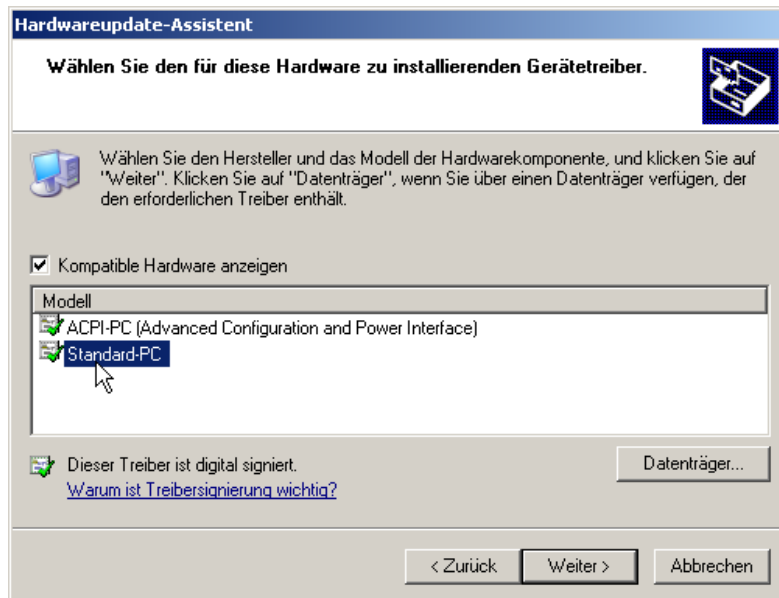 Hardwareupdate-Assistent
Wählen Sie den für diese Hardware zu installierenden Gerätetreiber.
Wählen Sie den Hersteller und das Modell der Hardwarekomponente, und klicken Sie auf
"Weiter". Klicken Sie auf "Datenträger", wenn Sie über einen Datenträger verfügen, der
den erforderlichen Treiber enthält.
Kompatible Hardware anzeigen
Modell
ACPI-PC (Advanced Configuration and Power Interface)
Standard-PC
Dieser Treiber ist digital signiert.
Datenträger...
Warum ist Treibersignierung wichtig?
< Zurück
Weiter >
Abbrechen